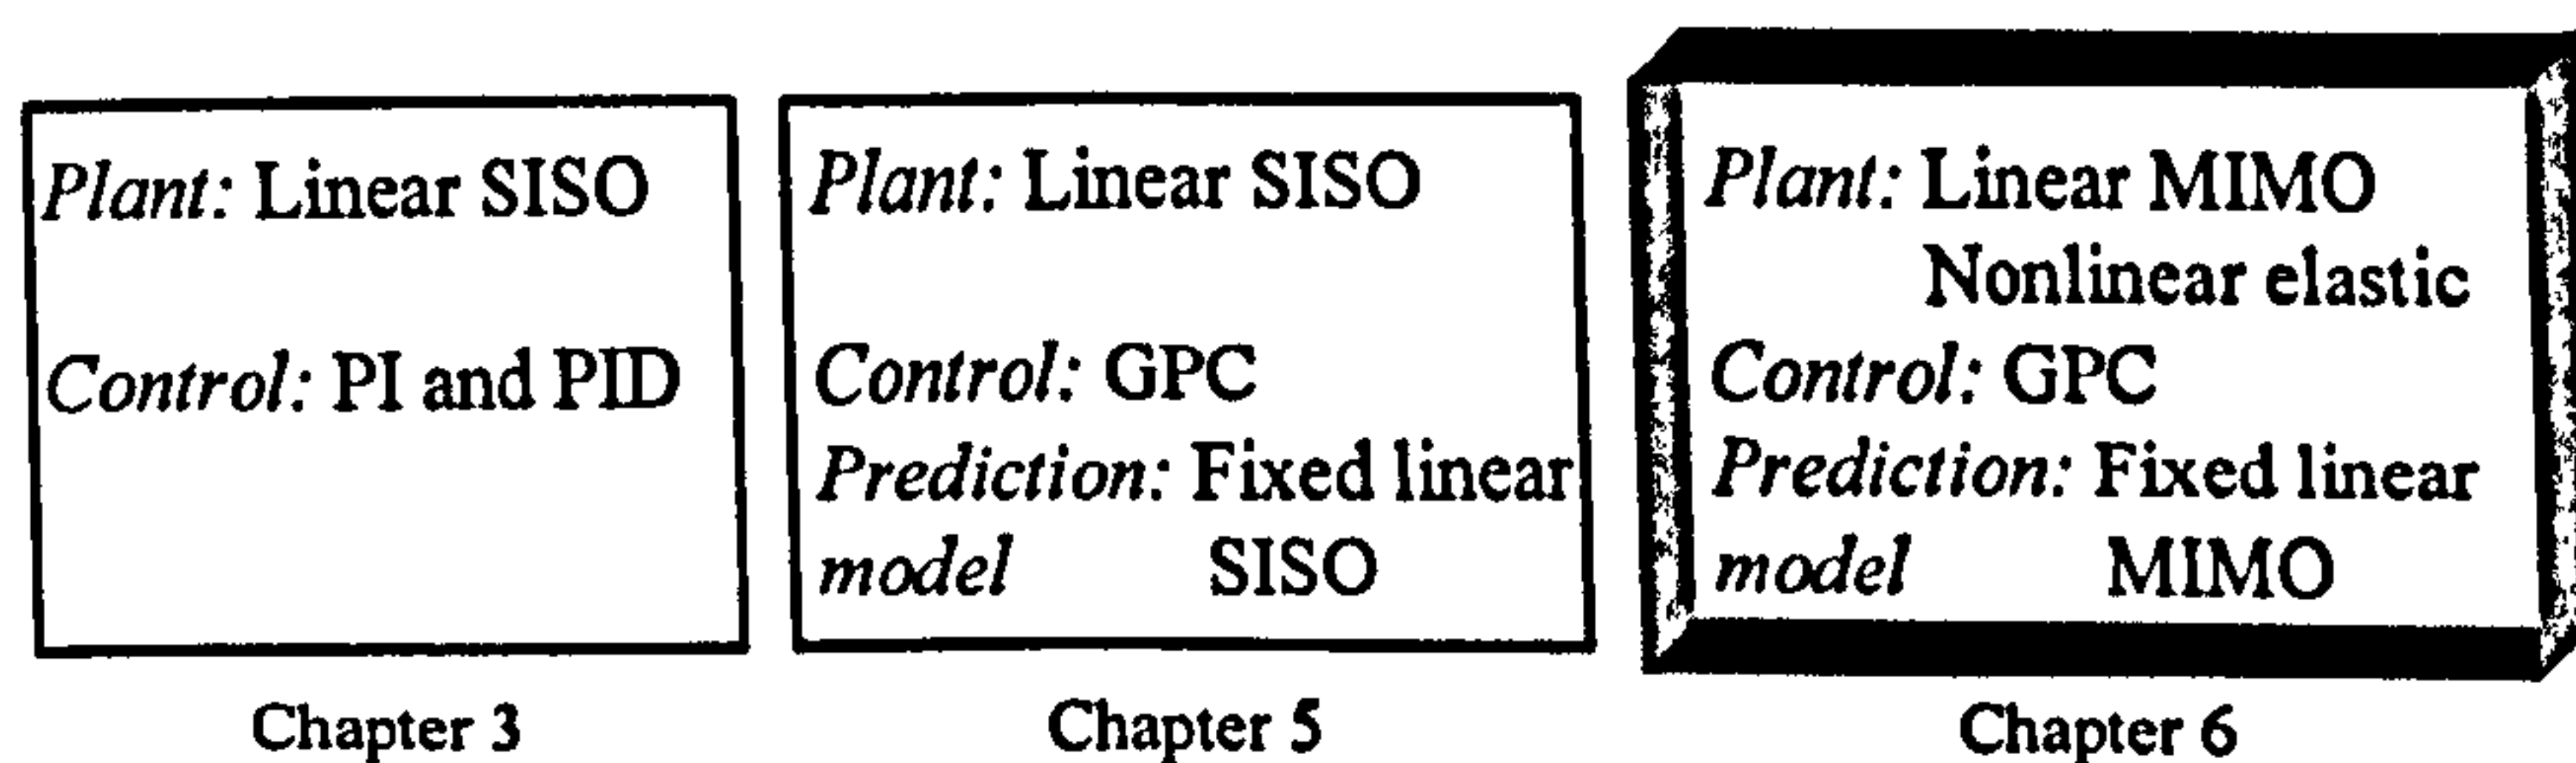 Plant: Linear SISO
Control: PI and PID
Chapter 3
Plant: Linear SISO
Control: GPC
Prediction: Fixed linear
model SISO
Chapter 5
Plant: Linear MIMO
Nonlinear elastic
Control: GPC
Prediction: Fixed linear
model MIMO
Chapter 6